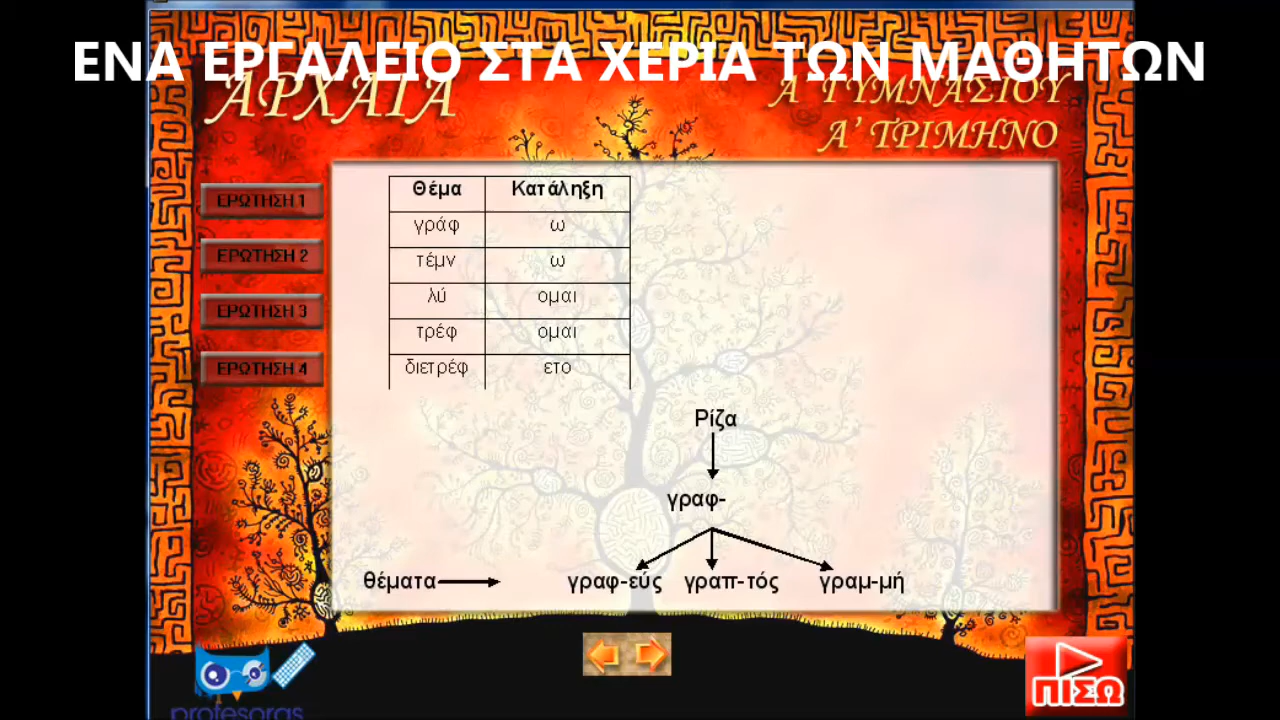 ΕΝΑ ΕΡΓΑΛΕΙΟ ΣΤΑ ΧΕΡΙΑ ΤΩΝ ΜΑΘΗΤΩΝ
ΑΡΧΑΙΑ
Α' ΓΥΜΝΑΣΙΟΥ
Α' ΤΡΙΜΗΝΟ
ΕΡΩΤΗΣΗ 1
ΕΡΩΤΗΣΗ 2
ΕΡΩΤΗΣΗ 3
ΕΡΩΤΗΣΗ 4
Θέμα Κατάληξη
γράφ ω
τέμν ω
λύ ομαι
τρέφ ομαι
διετρέφ ετο
Ρίζα
γραφ-
θέματα γραφ-εύς γραπ-τός γραμ-μή
profesoras
ΠΙΣΩ